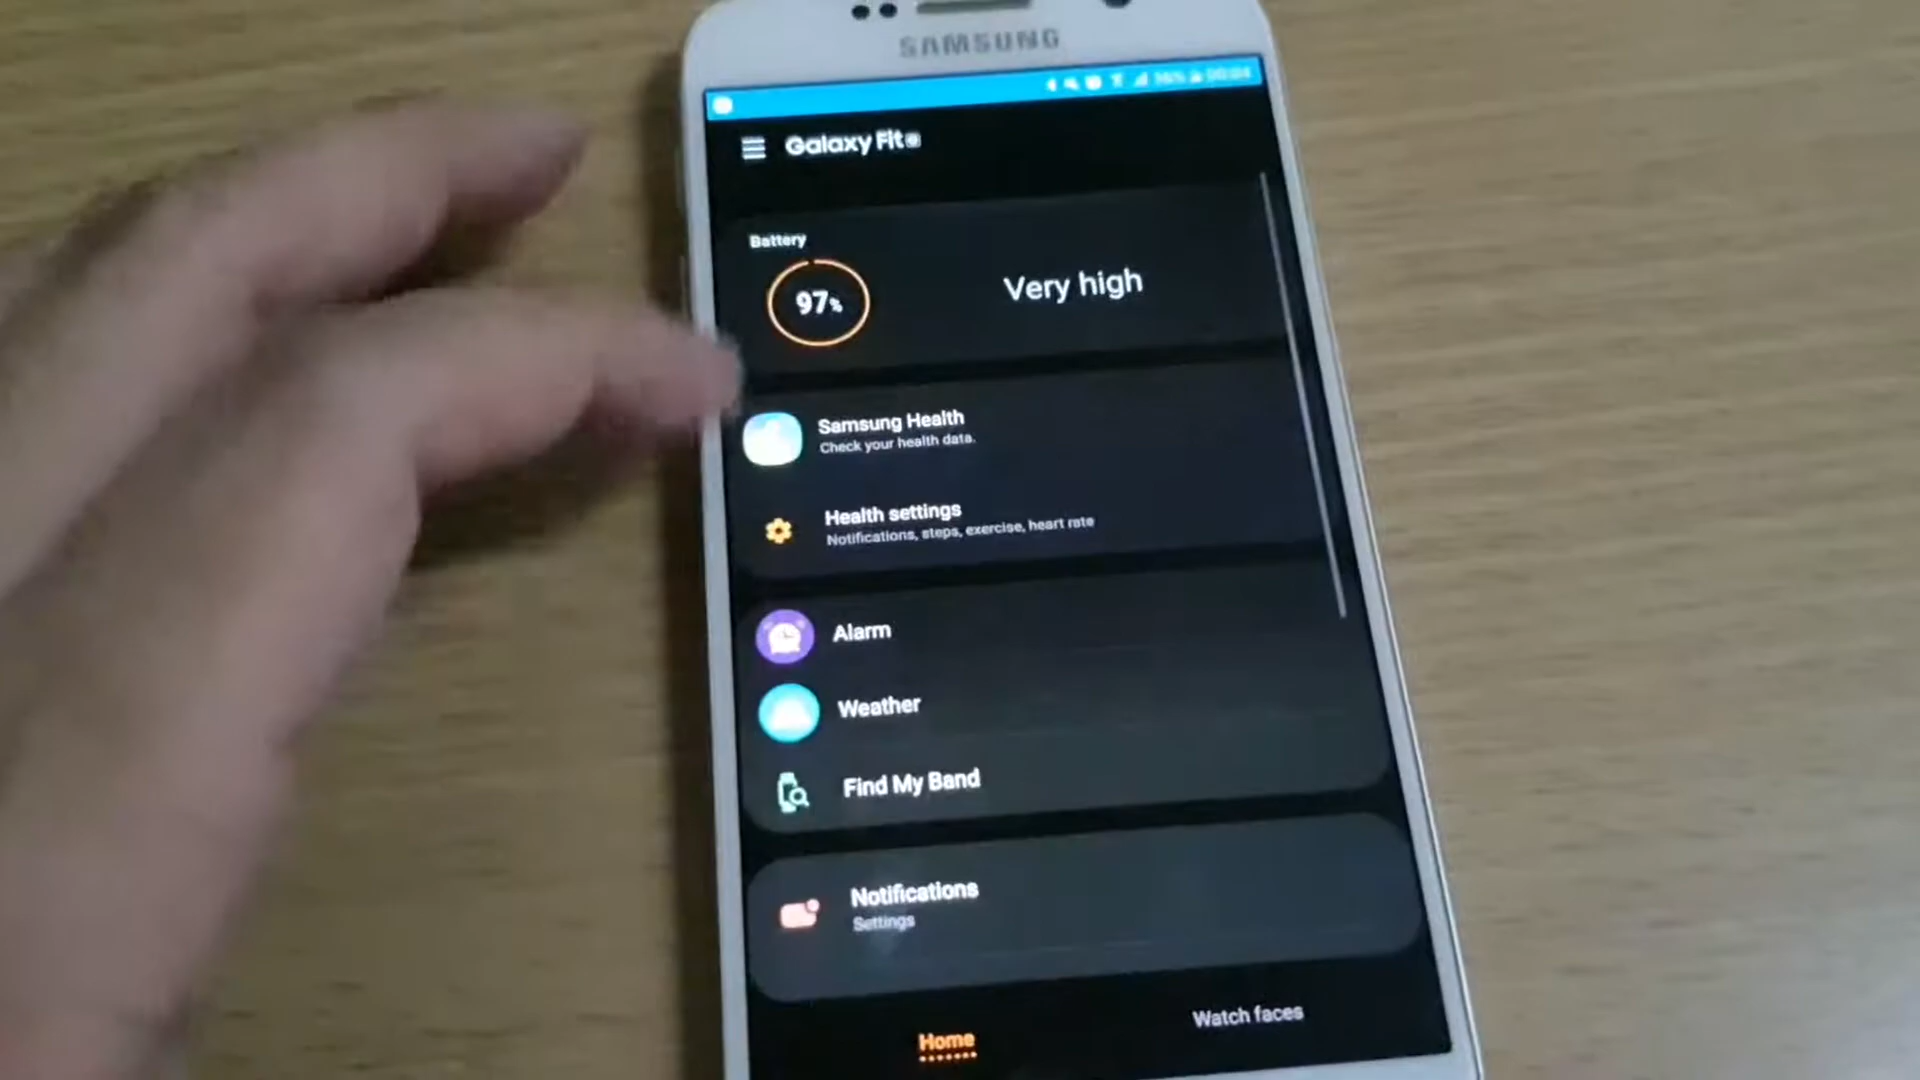 SAMSUNG
Galaxy Fit
Battery
97%
Very high
Samsung Health
Check your health data.
Health settings
Notifications, steps, exercise, heart rate
Alarm
Weather
Find My Band
Notifications
Settings
Home
Watch faces